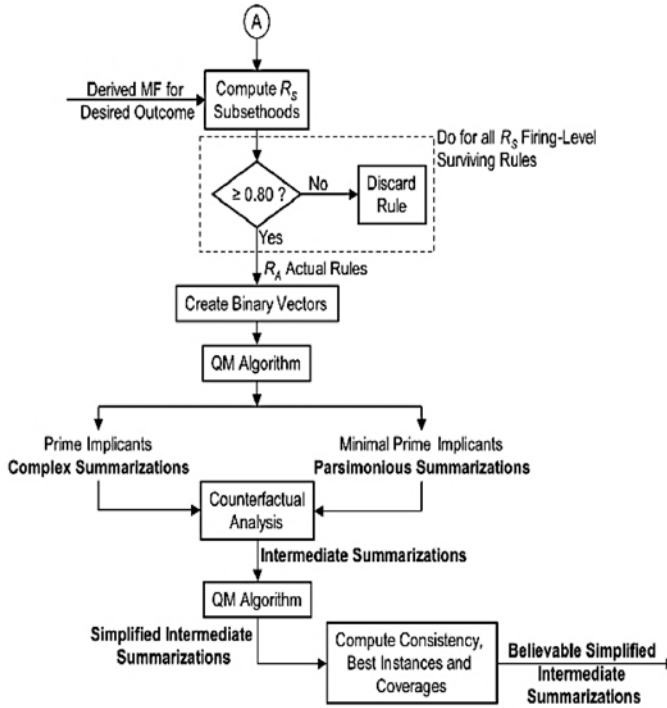 A
Derived MF for
Desired Outcome
Compute R_S
Subsethoods
Do for all R_S Firing-Level
Surviving Rules
≥ 0.80 ?
No
Discard
Rule
Yes
R_A Actual Rules
Create Binary Vectors
QM Algorithm
Prime Implicants
Complex Summarizations
Minimal Prime Implicants
Parsimonious Summarizations
Counterfactual
Analysis
Intermediate Summarizations
QM Algorithm
Simplified Intermediate
Summarizations
Compute Consistency,
Best Instances and
Coverages
Believable Simplified
Intermediate
Summarizations